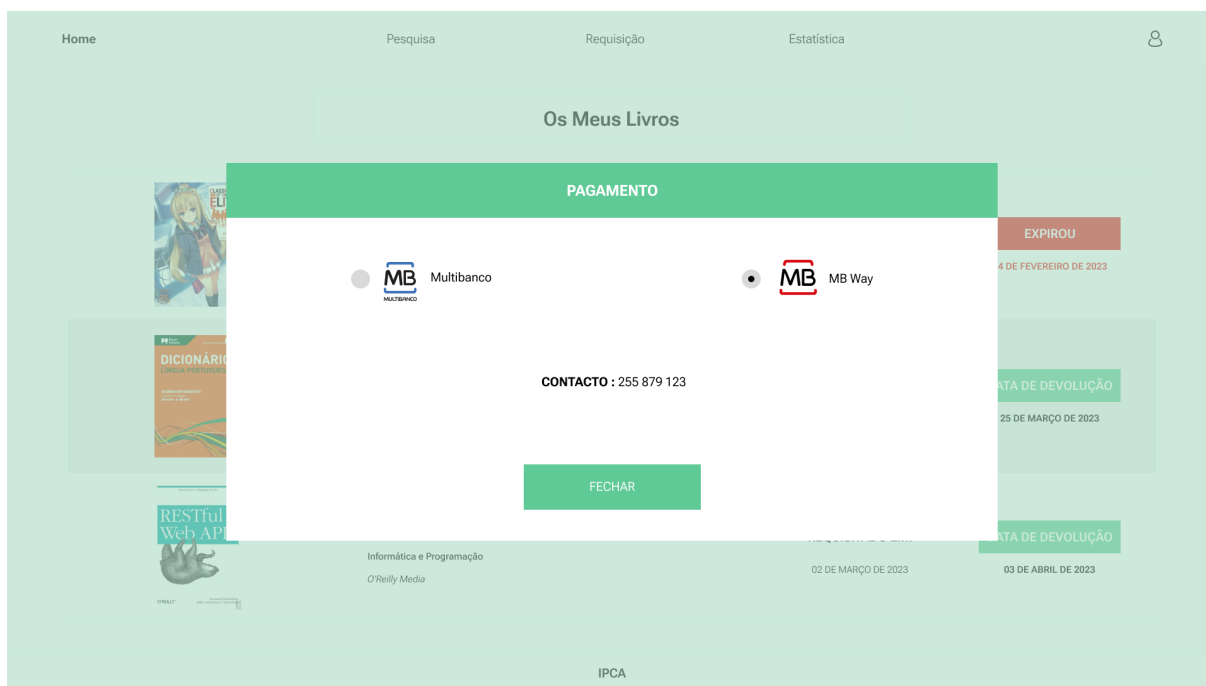 Home
Pesquisa
Requisição
Estatística
Os Meus Livros
PAGAMENTO
MB
MULTIBANCO
Multibanco
MB
MB Way
CONTACTO : 255 879 123
FECHAR
EXPIROU
4 DE FEVEREIRO DE 2023
DICIONÁRIO
LÍNGUA PORTUGUES
ATA DE DEVOLUÇÃO
25 DE MARÇO DE 2023
RESTful
Web API
O'REILLY
Informática e Programação
O'Reilly Media
02 DE MARÇO DE 2023
ATA DE DEVOLUÇÃO
03 DE ABRIL DE 2023
IPCA